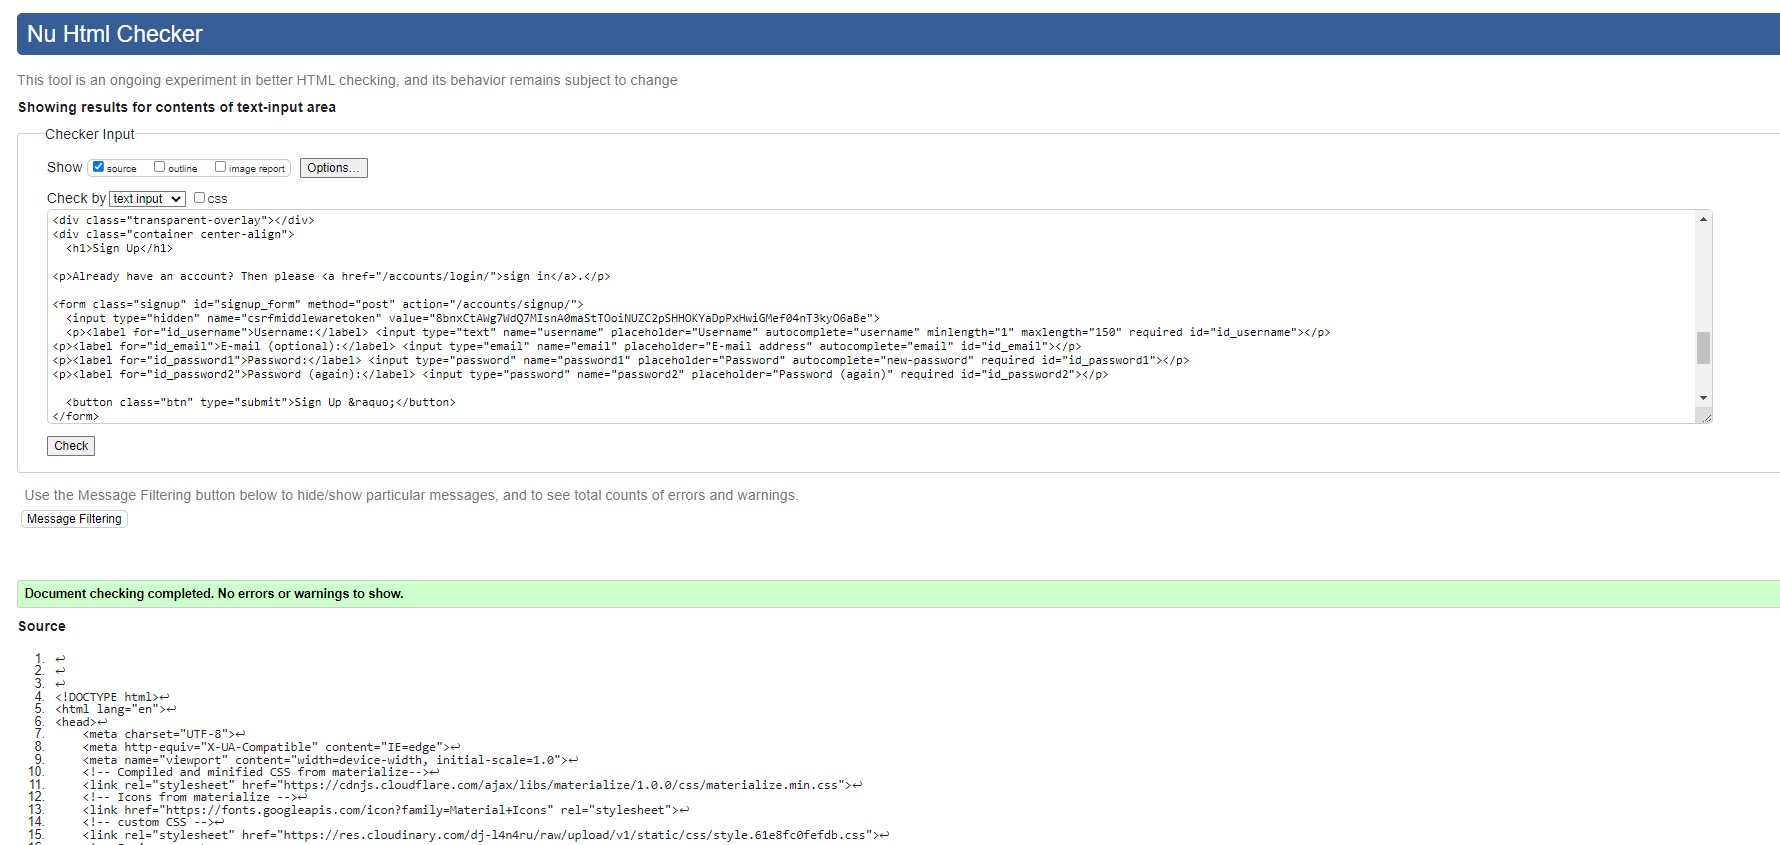 Nu Html Checker
This tool is an ongoing experiment in better HTML checking, and its behavior remains subject to change
Showing results for contents of text-input area
Checker Input
Show source outline image report Options...
Check by text input css
<div class="transparent-overlay"></div>
<div class="container center-align">
  <h1>Sign Up</h1>
<p>Already have an account? Then please <a href="/accounts/login/">sign in</a>.</p>
<form class="signup" id="signup_form" method="post" action="/accounts/signup/">
  <input type="hidden" name="csrfmiddlewaretoken" value="8bnxCtAWg7WdQ7MIsnA0maStTOoiNUZC2pSHHOKYaDpPxHwiGMef04nT3kyO6aBe">
  <p><label for="id_username">Username:</label> <input type="text" name="username" placeholder="Username" autocomplete="username" minlength="1" maxlength="150" required id="id_username"></p>
<p><label for="id_email">E-mail (optional):</label> <input type="email" name="email" placeholder="E-mail address" autocomplete="email" id="id_email"></p>
<p><label for="id_password1">Password:</label> <input type="password" name="password1" placeholder="Password" autocomplete="new-password" required id="id_password1"></p>
<p><label for="id_password2">Password (again):</label> <input type="password" name="password2" placeholder="Password (again)" required id="id_password2"></p>
  <button class="btn" type="submit">Sign Up &raquo;</button>
</form>
Check
Use the Message Filtering button below to hide/show particular messages, and to see total counts of errors and warnings.
Message Filtering
Document checking completed. No errors or warnings to show.
Source
1. ↩
2. ↩
3. ↩
4. <!DOCTYPE html>↩
5. <html lang="en">↩
6. <head>↩
7.     <meta charset="UTF-8">↩
8.     <meta http-equiv="X-UA-Compatible" content="IE=edge">↩
9.     <meta name="viewport" content="width=device-width, initial-scale=1.0">↩
10.     <!-- Compiled and minified CSS from materialize-->↩
11.     <link rel="stylesheet" href="https://cdnjs.cloudflare.com/ajax/libs/materialize/1.0.0/css/materialize.min.css">↩
12.     <!-- Icons from materialize -->↩
13.     <link href="https://fonts.googleapis.com/icon?family=Material+Icons" rel="stylesheet">↩
14.     <!-- custom CSS -->↩
15.     <link rel="stylesheet" href="https://res.cloudinary.com/dj-l4n4ru/raw/upload/v1/static/css/style.61e8fc0fefdb.css">↩